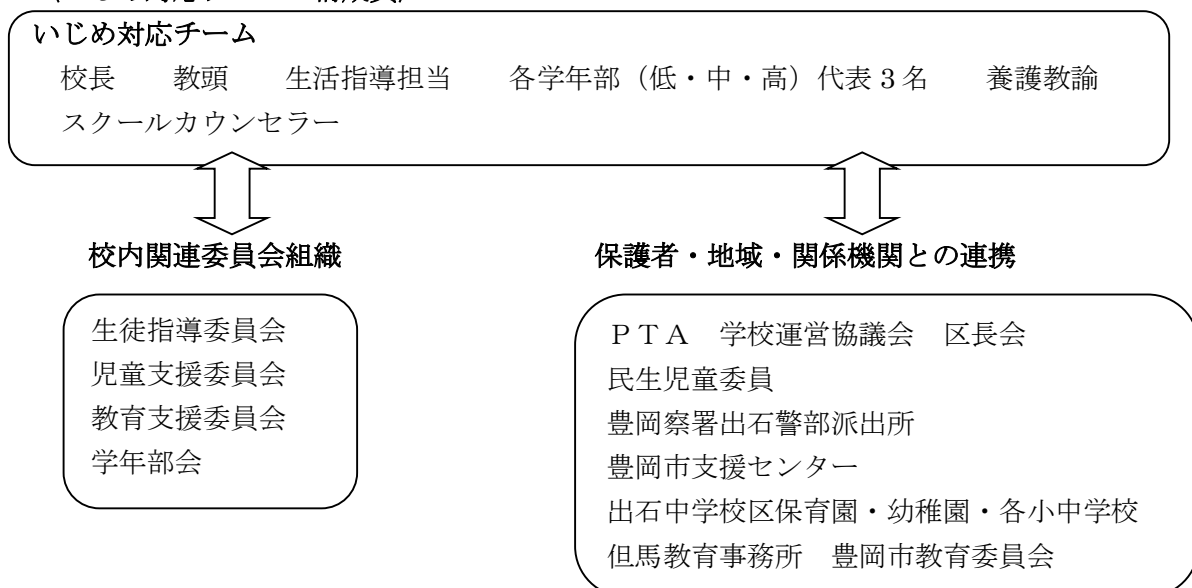 いじめ対応チーム
校長　　教頭　　生活指導担当　　各学年部（低・中・高）代表３名　　養護教諭
スクールカウンセラー
校内関連委員会組織
保護者・地域・関係機関との連携
生徒指導委員会
児童支援委員会
教育支援委員会
学年部会
ＰＴＡ　学校運営協議会　区長会
民生児童委員
豊岡察署出石警部派出所
豊岡市支援センター
出石中学校区保育園・幼稚園・各小中学校
但馬教育事務所　豊岡市教育委員会